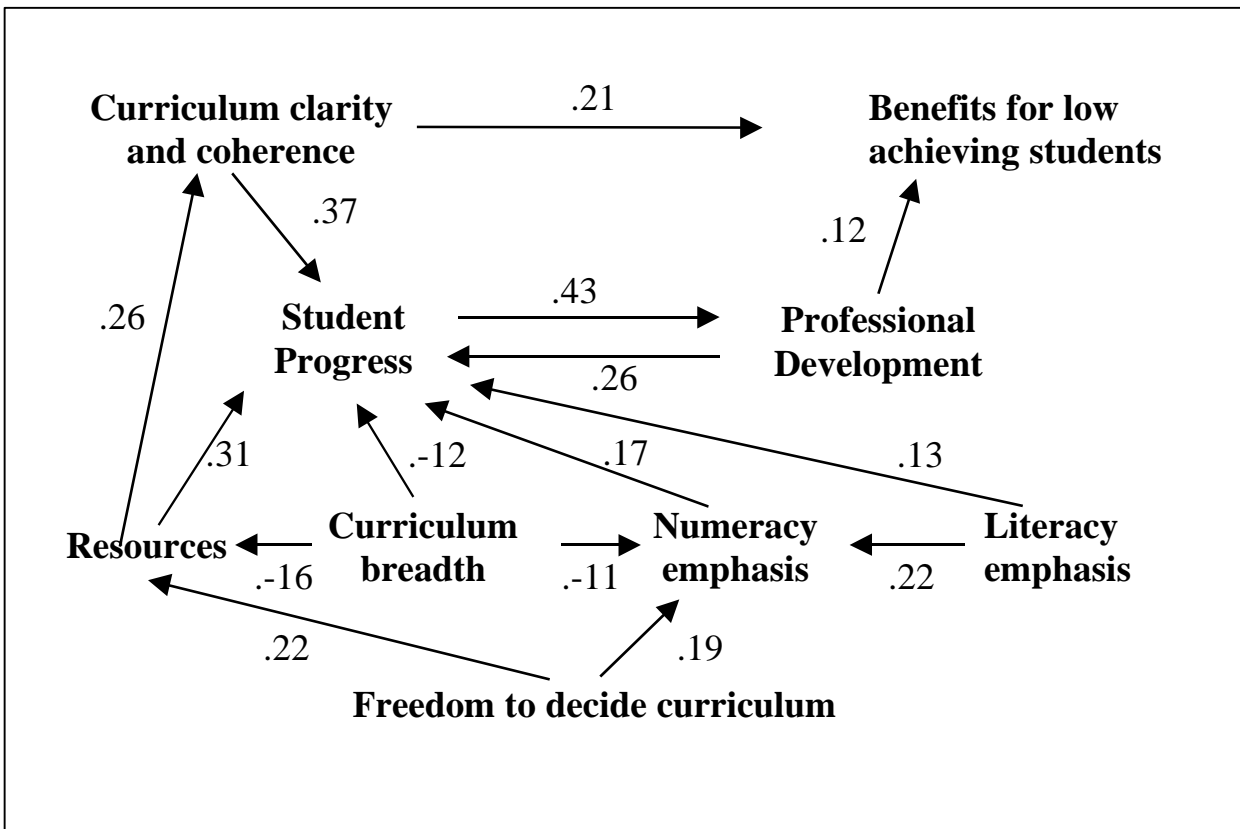 Curriculum clarity
and coherence
.21
Benefits for low
achieving students
.37
.12
.26
Student
Progress
.43
.26
Professional
Development
.31
.-12
.17
.13
Resources
Curriculum
breadth
Numeracy
emphasis
Literacy
emphasis
.-16
.-11
.22
.22
.19
Freedom to decide curriculum